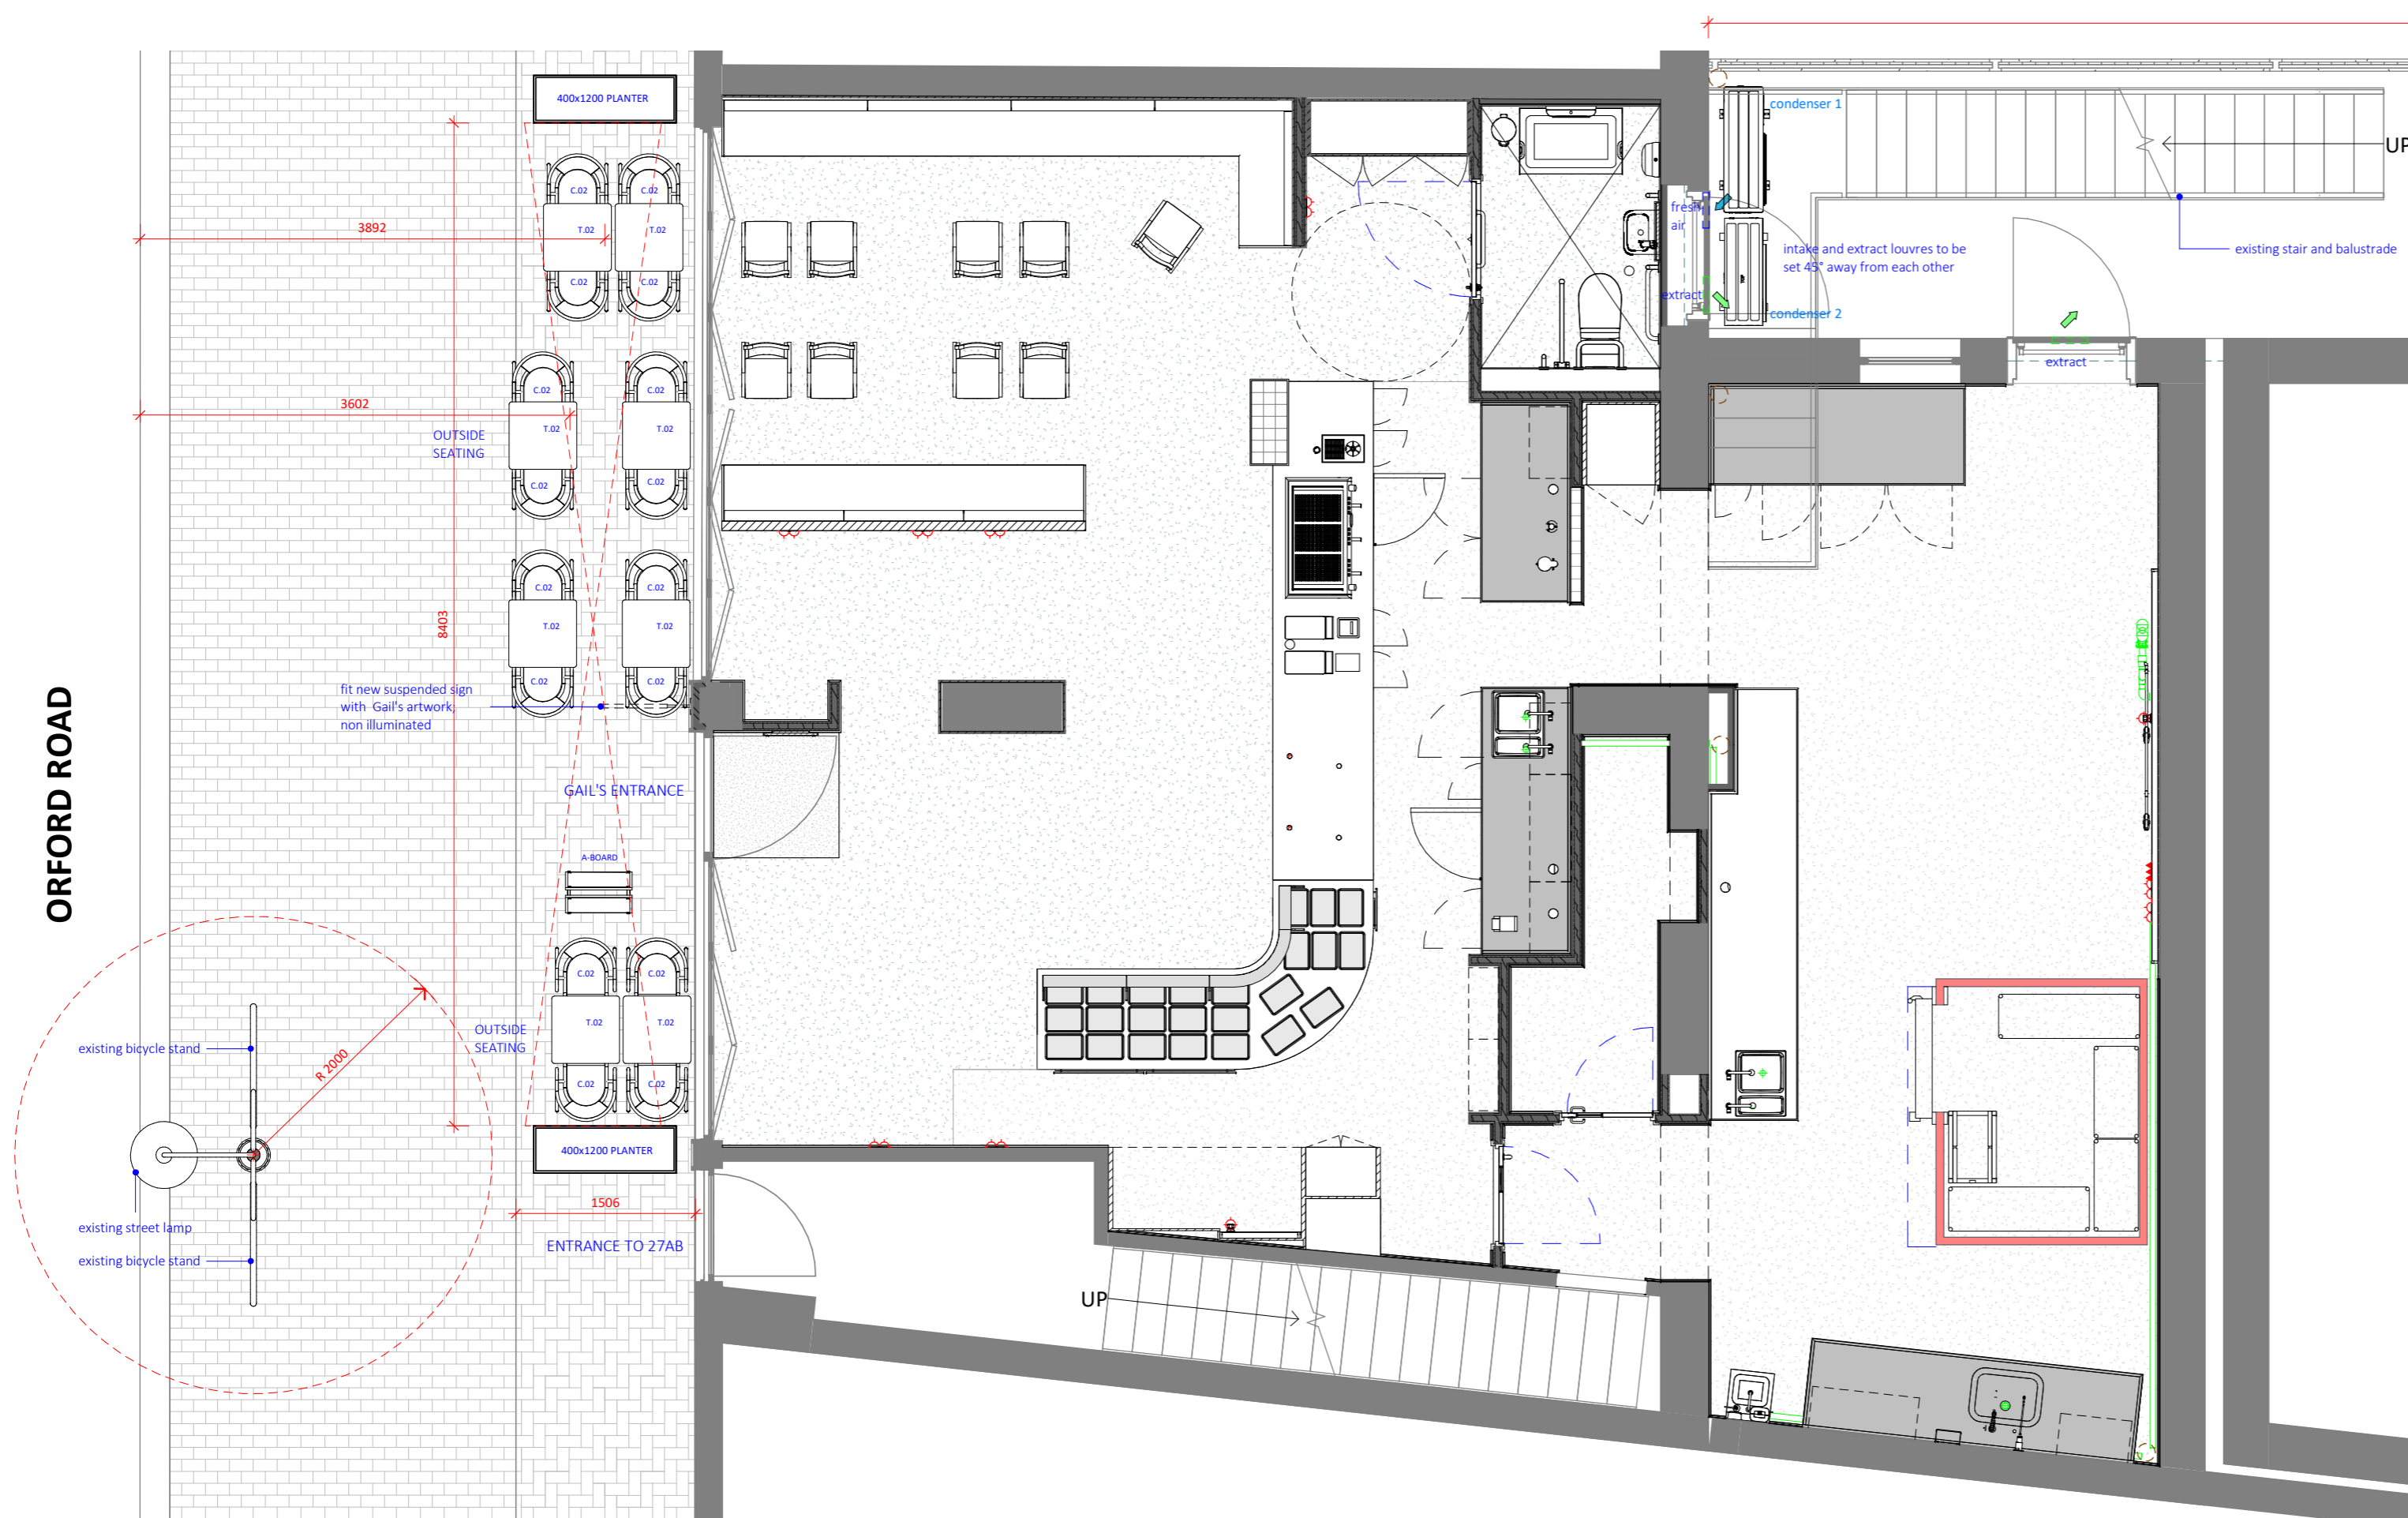 400x1200 PLANTER
C.02
C.02
T.02
T.02
C.02
C.02
3892
3602
OUTSIDE
SEATING
C.02
C.02
T.02
T.02
C.02
C.02
C.02
C.02
T.02
T.02
C.02
C.02
8403
fit new suspended sign
with Gail's artwork;
non illuminated
ORFORD ROAD
GAIL'S ENTRANCE
A-BOARD
C.02
C.02
T.02
T.02
C.02
C.02
OUTSIDE
SEATING
existing bicycle stand
R 2000
400x1200 PLANTER
1506
existing street lamp
existing bicycle stand
ENTRANCE TO 27AB
UP
condenser 1
fresh
air
intake and extract louvres to be
set 45° away from each other
extract
condenser 2
UP
existing stair and balustrade
extract